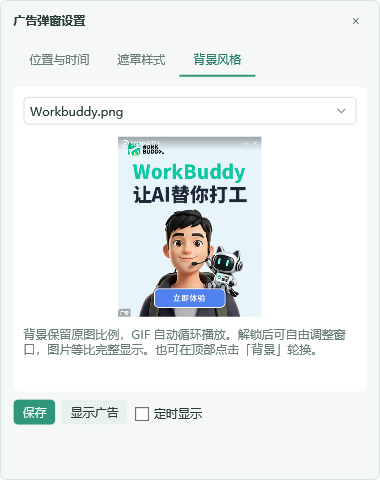 广告弹窗设置
位置与时间 遮罩样式 背景风格
Workbuddy.png
WORK
BUDDY
WorkBuddy
让AI替你打工
立即体验
背景保留原图比例，GIF 自动循环播放。解锁后可自由调整窗
口，图片等比完整显示。也可在顶部点击「背景」轮换。
保存 显示广告 定时显示